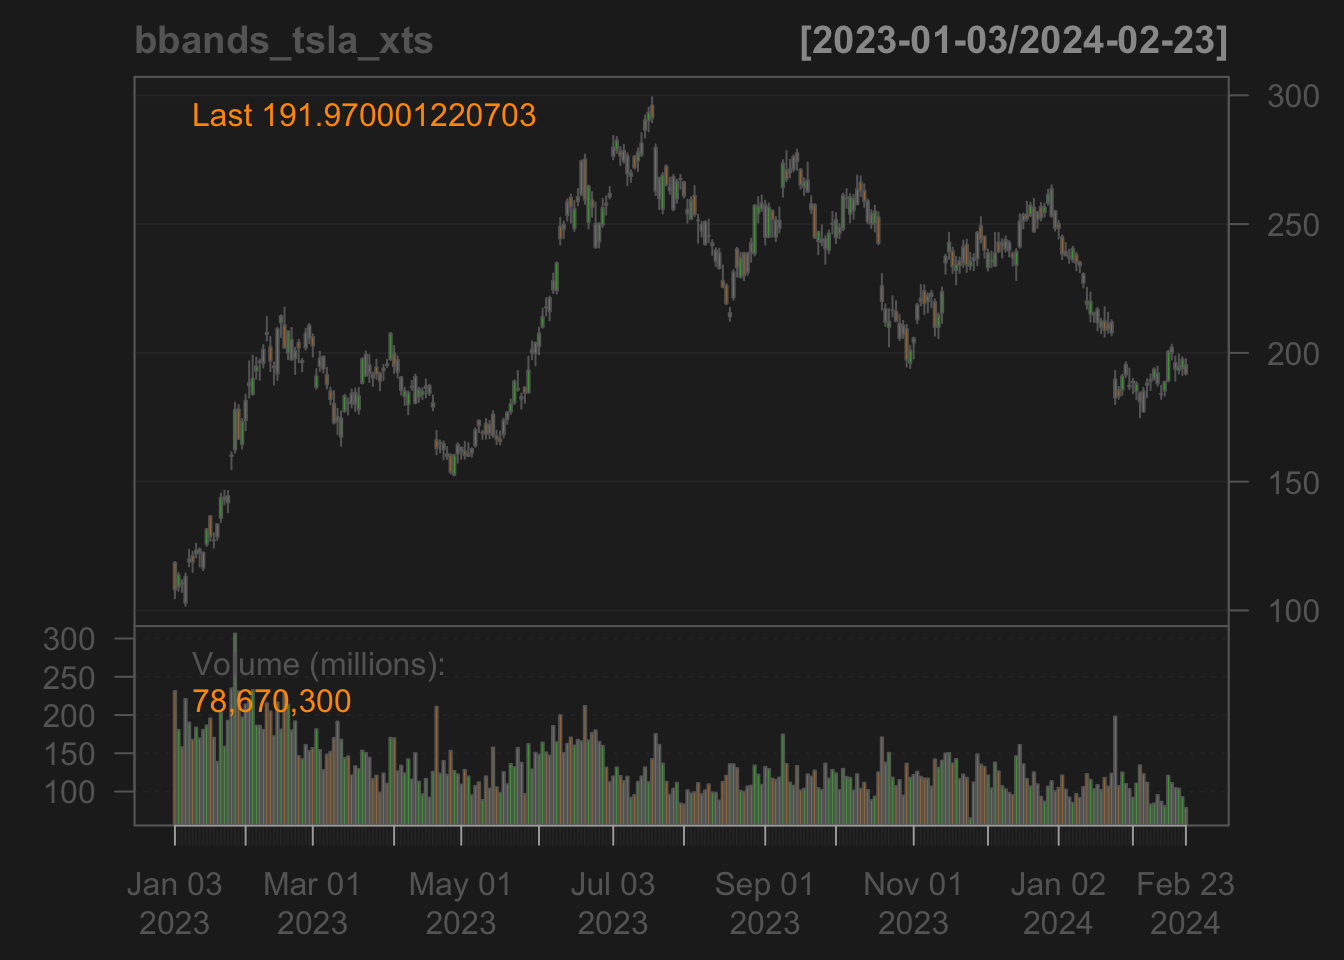 bbands_tsla_xts
[2023-01-03/2024-02-23]
Last 191.970001220703
300
250
200
150
100
Volume (millions):
78,670,300
300
250
200
150
100
Jan 03 2023
Mar 01 2023
May 01 2023
Jul 03 2023
Sep 01 2023
Nov 01 2023
Jan 02 2024
Feb 23 2024